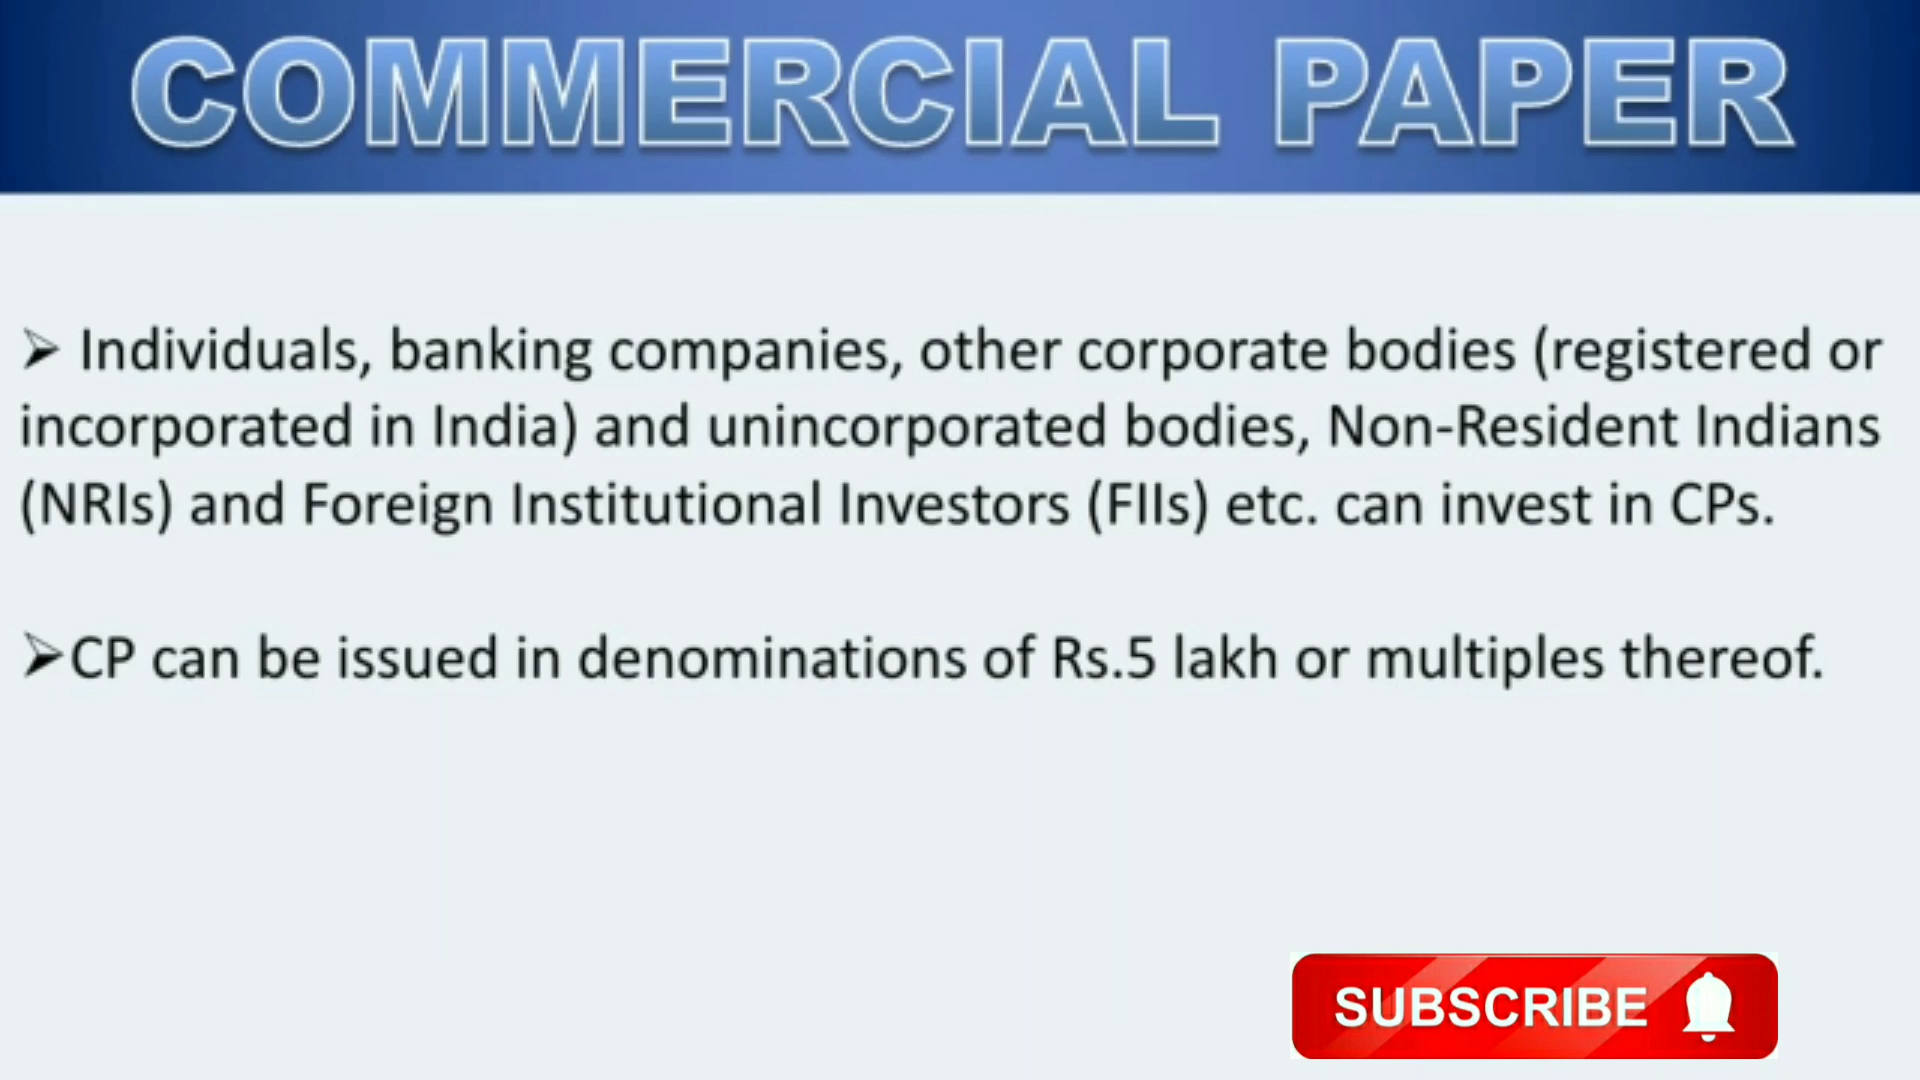 COMMERCIAL PAPER
➢ Individuals, banking companies, other corporate bodies (registered or
incorporated in India) and unincorporated bodies, Non-Resident Indians
(NRIs) and Foreign Institutional Investors (FIIs) etc. can invest in CPs.
➢CP can be issued in denominations of Rs.5 lakh or multiples thereof.
SUBSCRIBE